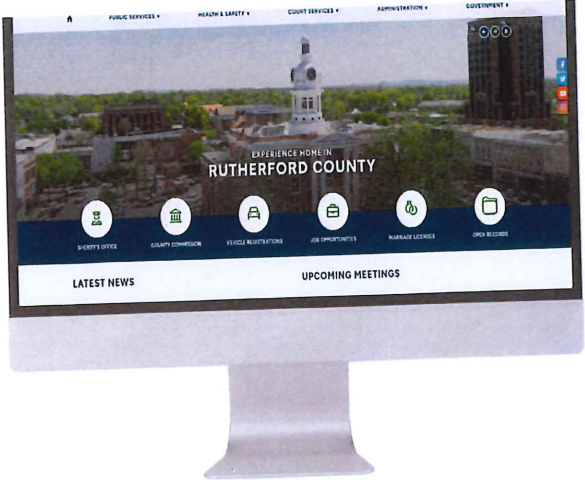 PUBLIC SERVICES
HEALTH & SAFETY
COURT SERVICES
ADMINISTRATION
GOVERNMENT
EXPERIENCE HOME IN
RUTHERFORD COUNTY
SHERIFF'S OFFICE
COUNTY COMMISSION
VEHICLE REGISTRATIONS
JOB OPPORTUNITIES
MARRIAGE LICENSES
OPEN RECORDS
LATEST NEWS
UPCOMING MEETINGS